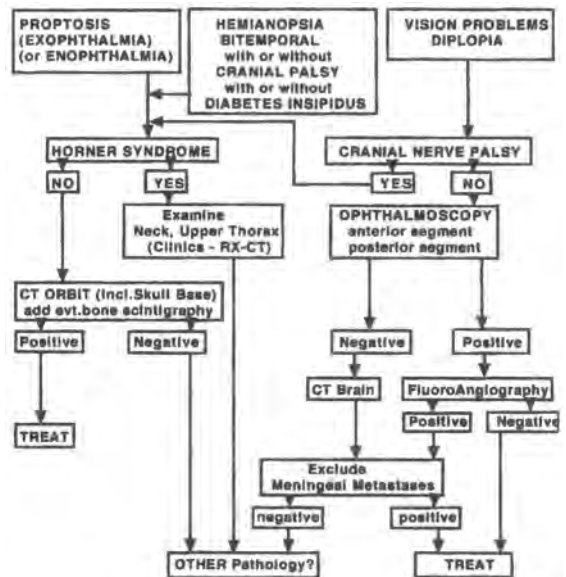 PROPTOSIS
(EXOPHTHALMIA)
(or ENOPHTHALMIA)
HEMIANOPSIA
BITEMPORAL
with or without
CRANIAL PALSY
with or without
DIABETES INSIPIDUS
VISION PROBLEMS
DIPLOPIA
HORNER SYNDROME
CRANIAL NERVE PALSY
NO
YES
YES
NO
Examine
Neck, Upper Thorax
(Clinics - RX-CT)
OPHTHALMOSCOPY
anterior segment
posterior segment
CT ORBIT (Incl.Skull Base)
add evt.bone scintigraphy
Positive
Negative
Negative
Positive
CT Brain
FluoroAngiography
Positive
Negative
TREAT
Exclude
Meningeal Metastases
negative
positive
OTHER Pathology?
TREAT